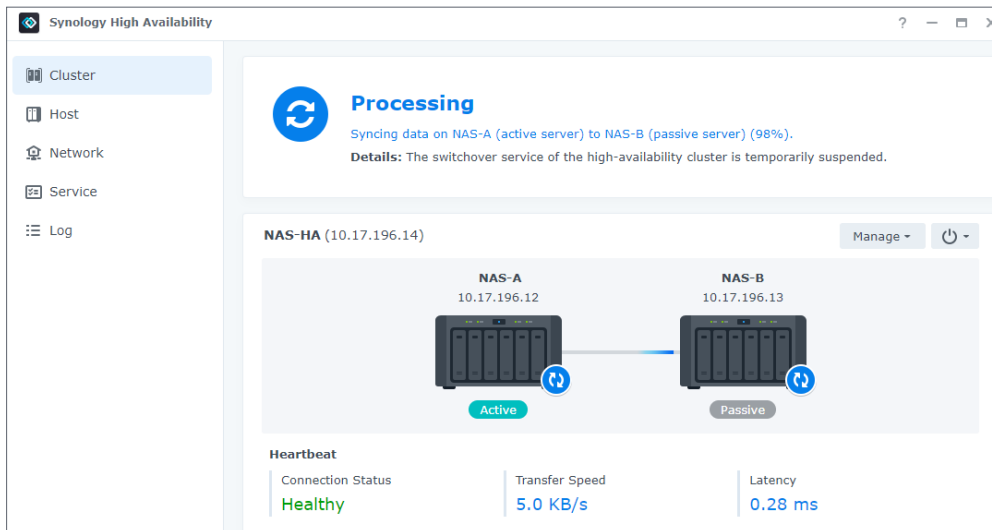 Synology High Availability
Cluster
Host
Network
Service
Log
Processing
Syncing data on NAS-A (active server) to NAS-B (passive server) (98%).
Details: The switchover service of the high-availability cluster is temporarily suspended.
NAS-HA (10.17.196.14)
Manage
NAS-A
10.17.196.12
NAS-B
10.17.196.13
Active
Passive
Heartbeat
Connection Status
Healthy
Transfer Speed
5.0 KB/s
Latency
0.28 ms